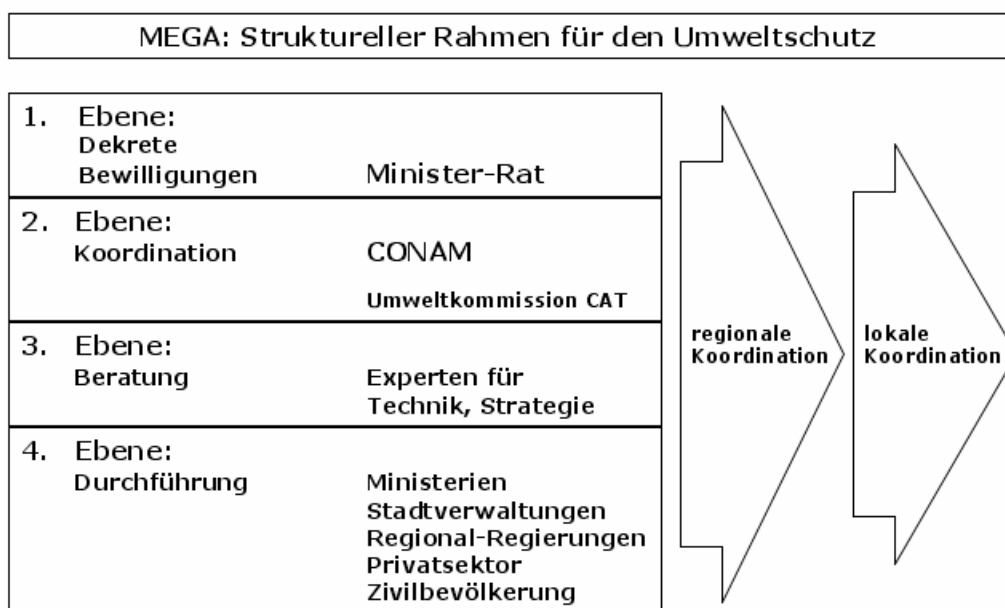 MEGA: Struktureller Rahmen für den Umweltschutz
1. Ebene:
Dekrete
Bewilligungen Minister-Rat
2. Ebene:
Koordination CONAM
Umweltkommission CAT
3. Ebene:
Beratung Experten für
Technik, Strategie
4. Ebene:
Durchführung Ministerien
Stadtverwaltungen
Regional-Regierungen
Privatsektor
Zivilbevölkerung
regionale
Koordination
lokale
Koordination